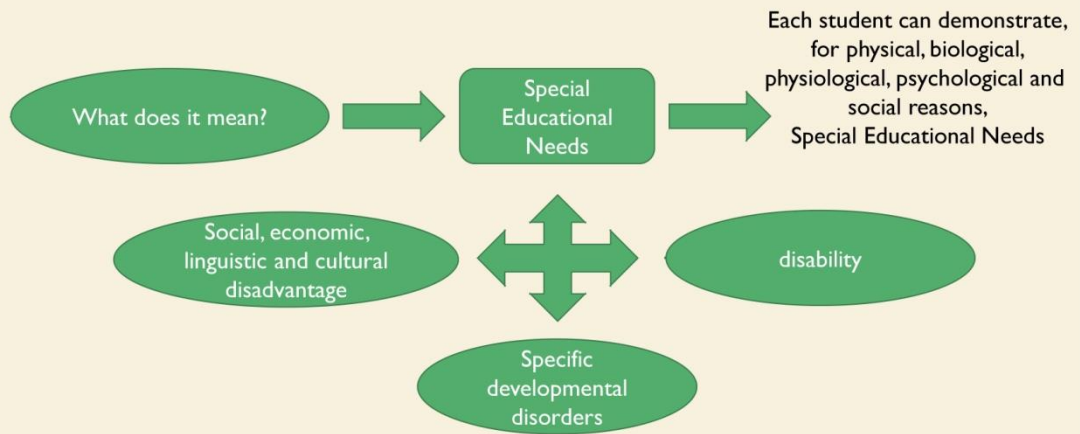 What does it mean?
Special
Educational
Needs
Each student can demonstrate,
for physical, biological,
physiological, psychological and
social reasons,
Special Educational Needs
Social, economic,
linguistic and cultural
disadvantage
disability
Specific
developmental
disorders